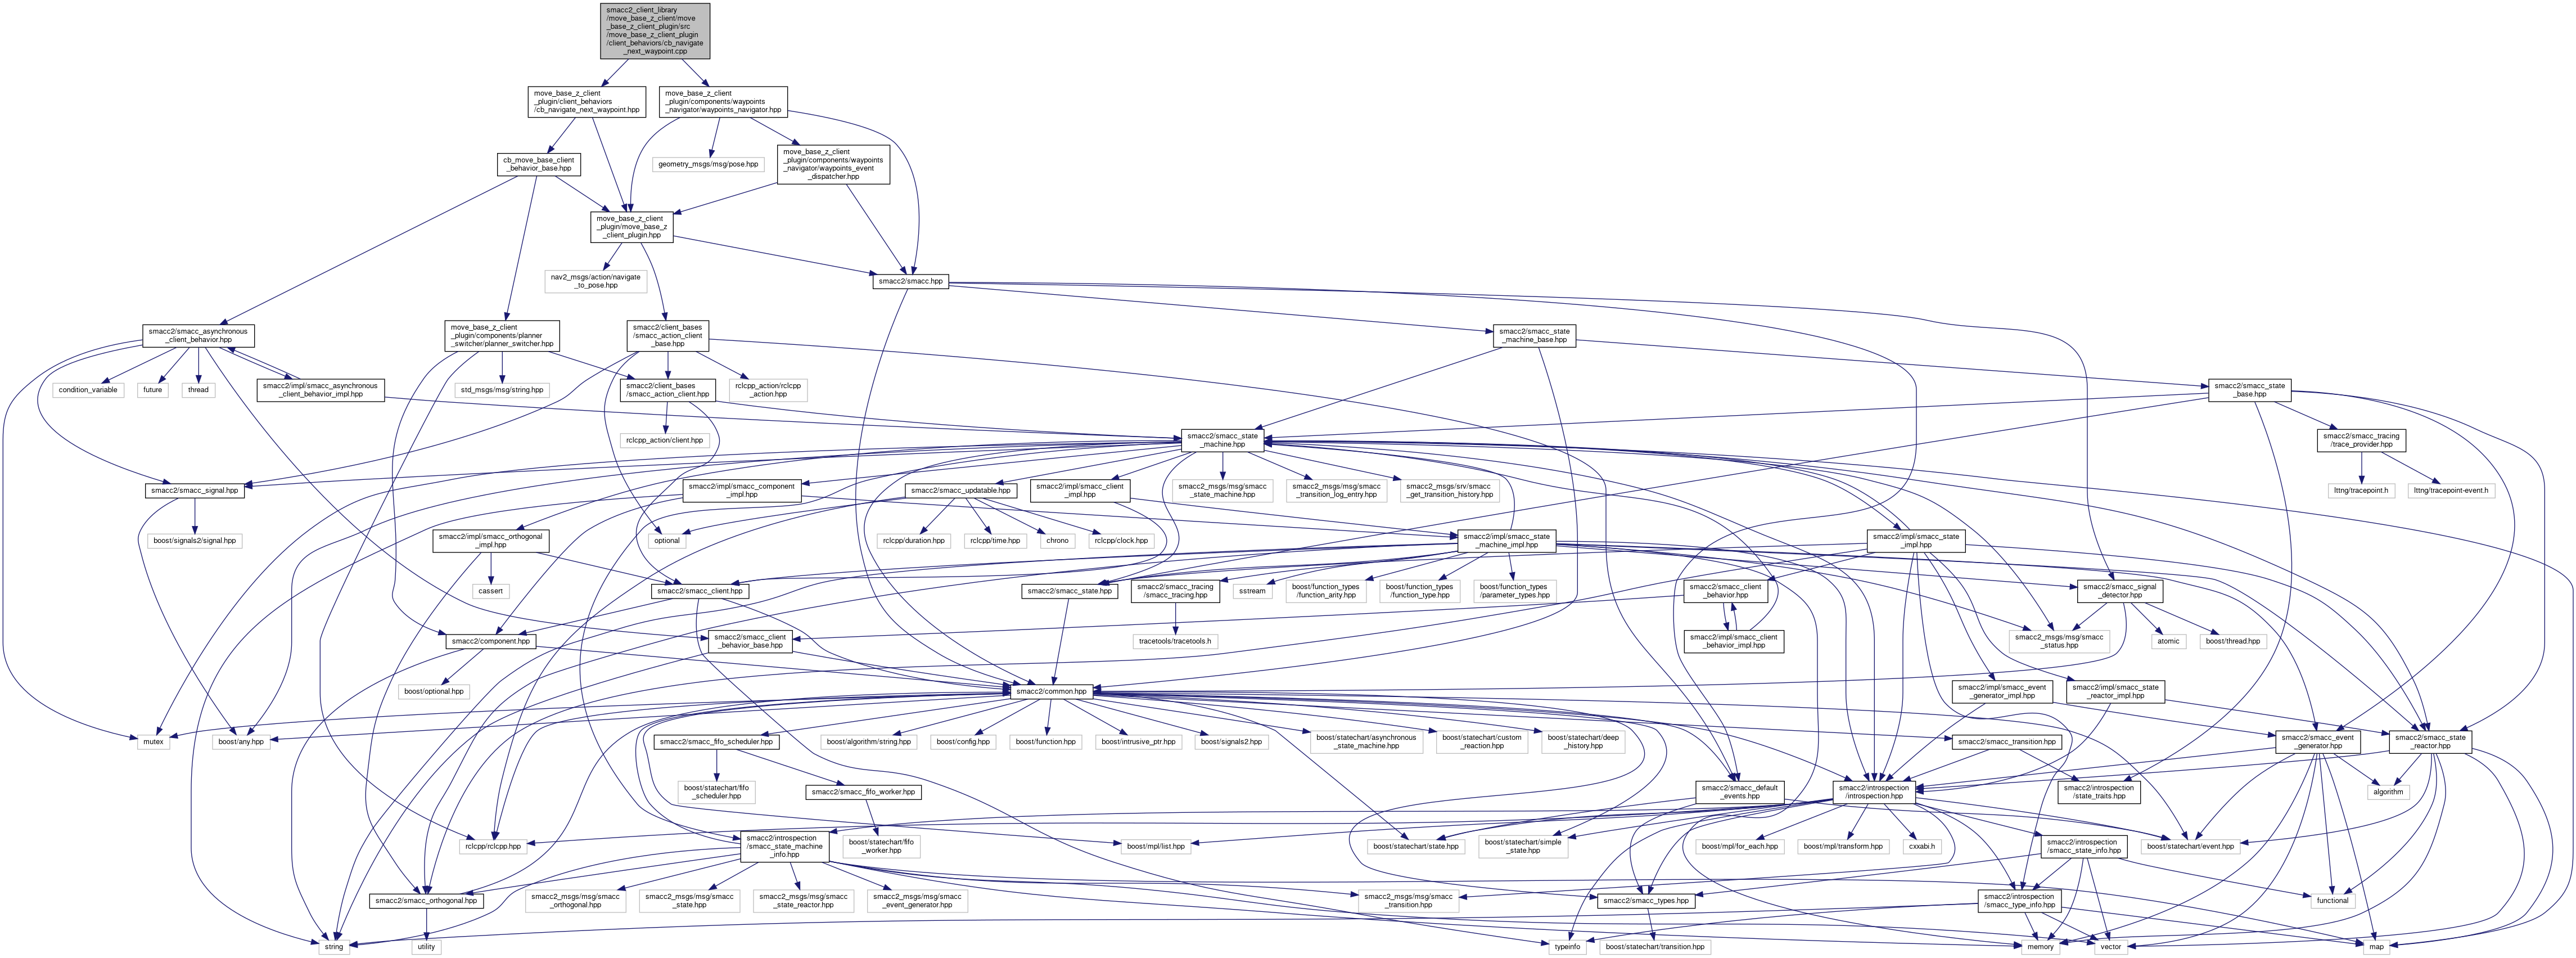 smacc2_client_library
/move_base_z_client/move
_base_z_client_plugin/src
/move_base_z_client_plugin
/client_behaviors/cb_navigate
_next_waypoint.cpp
move_base_z_client
_plugin/client_behaviors
/cb_navigate_next_waypoint.hpp
move_base_z_client
_plugin/components/waypoints
_navigator/waypoints_navigator.hpp
cb_move_base_client
_behavior_base.hpp
geometry_msgs/msg/pose.hpp
move_base_z_client
_plugin/components/waypoints
_navigator/waypoints_event
_dispatcher.hpp
move_base_z_client
_plugin/move_base_z
_client_plugin.hpp
nav2_msgs/action/navigate
_to_pose.hpp
smacc2/smacc.hpp
smacc2/smacc_asynchronous
_client_behavior.hpp
move_base_z_client
_plugin/components/planner
_switcher/planner_switcher.hpp
smacc2/client_bases
/smacc_action_client
_base.hpp
smacc2/smacc_state
_machine_base.hpp
condition_variable
future
thread
smacc2/impl/smacc_asynchronous
_client_behavior_impl.hpp
std_msgs/msg/string.hpp
smacc2/client_bases
/smacc_action_client.hpp
rclcpp_action/rclcpp
_action.hpp
smacc2/smacc_state
_base.hpp
rclcpp_action/client.hpp
smacc2/smacc_state
_machine.hpp
smacc2/smacc_tracing
/trace_provider.hpp
smacc2/smacc_signal.hpp
smacc2/impl/smacc_component
_impl.hpp
smacc2/smacc_updatable.hpp
smacc2/impl/smacc_client
_impl.hpp
smacc2_msgs/msg/smacc
_state_machine.hpp
smacc2_msgs/msg/smacc
_transition_log_entry.hpp
smacc2_msgs/srv/smacc
_get_transition_history.hpp
lttng/tracepoint.h
lttng/tracepoint-event.h
boost/signals2/signal.hpp
smacc2/impl/smacc_orthogonal
_impl.hpp
optional
rclcpp/duration.hpp
rclcpp/time.hpp
chrono
rclcpp/clock.hpp
smacc2/impl/smacc_state
_machine_impl.hpp
smacc2/impl/smacc_state
_impl.hpp
cassert
smacc2/smacc_client.hpp
smacc2/smacc_state.hpp
smacc2/smacc_tracing
/smacc_tracing.hpp
sstream
boost/function_types
/function_arity.hpp
boost/function_types
/function_type.hpp
boost/function_types
/parameter_types.hpp
smacc2/smacc_client
_behavior.hpp
smacc2/smacc_signal
_detector.hpp
smacc2/component.hpp
smacc2/smacc_client
_behavior_base.hpp
tracetools/tracetools.h
smacc2/impl/smacc_client
_behavior_impl.hpp
smacc2_msgs/msg/smacc
_status.hpp
atomic
boost/thread.hpp
boost/optional.hpp
smacc2/common.hpp
smacc2/impl/smacc_event
_generator_impl.hpp
smacc2/impl/smacc_state
_reactor_impl.hpp
mutex
boost/any.hpp
smacc2/smacc_fifo_scheduler.hpp
boost/algorithm/string.hpp
boost/config.hpp
boost/function.hpp
boost/intrusive_ptr.hpp
boost/signals2.hpp
boost/statechart/asynchronous
_state_machine.hpp
boost/statechart/custom
_reaction.hpp
boost/statechart/deep
_history.hpp
smacc2/smacc_transition.hpp
smacc2/smacc_event
_generator.hpp
smacc2/smacc_state
_reactor.hpp
boost/statechart/fifo
_scheduler.hpp
smacc2/smacc_fifo_worker.hpp
smacc2/smacc_default
_events.hpp
smacc2/introspection
/introspection.hpp
smacc2/introspection
/state_traits.hpp
algorithm
rclcpp/rclcpp.hpp
smacc2/introspection
/smacc_state_machine
_info.hpp
boost/statechart/fifo
_worker.hpp
boost/mpl/list.hpp
boost/statechart/state.hpp
boost/statechart/simple
_state.hpp
boost/mpl/for_each.hpp
boost/mpl/transform.hpp
cxxabi.h
smacc2/introspection
/smacc_state_info.hpp
boost/statechart/event.hpp
smacc2/smacc_orthogonal.hpp
smacc2_msgs/msg/smacc
_orthogonal.hpp
smacc2_msgs/msg/smacc
_state.hpp
smacc2_msgs/msg/smacc
_state_reactor.hpp
smacc2_msgs/msg/smacc
_event_generator.hpp
smacc2_msgs/msg/smacc
_transition.hpp
smacc2/smacc_types.hpp
smacc2/introspection
/smacc_type_info.hpp
functional
string
utility
typeinfo
boost/statechart/transition.hpp
memory
vector
map